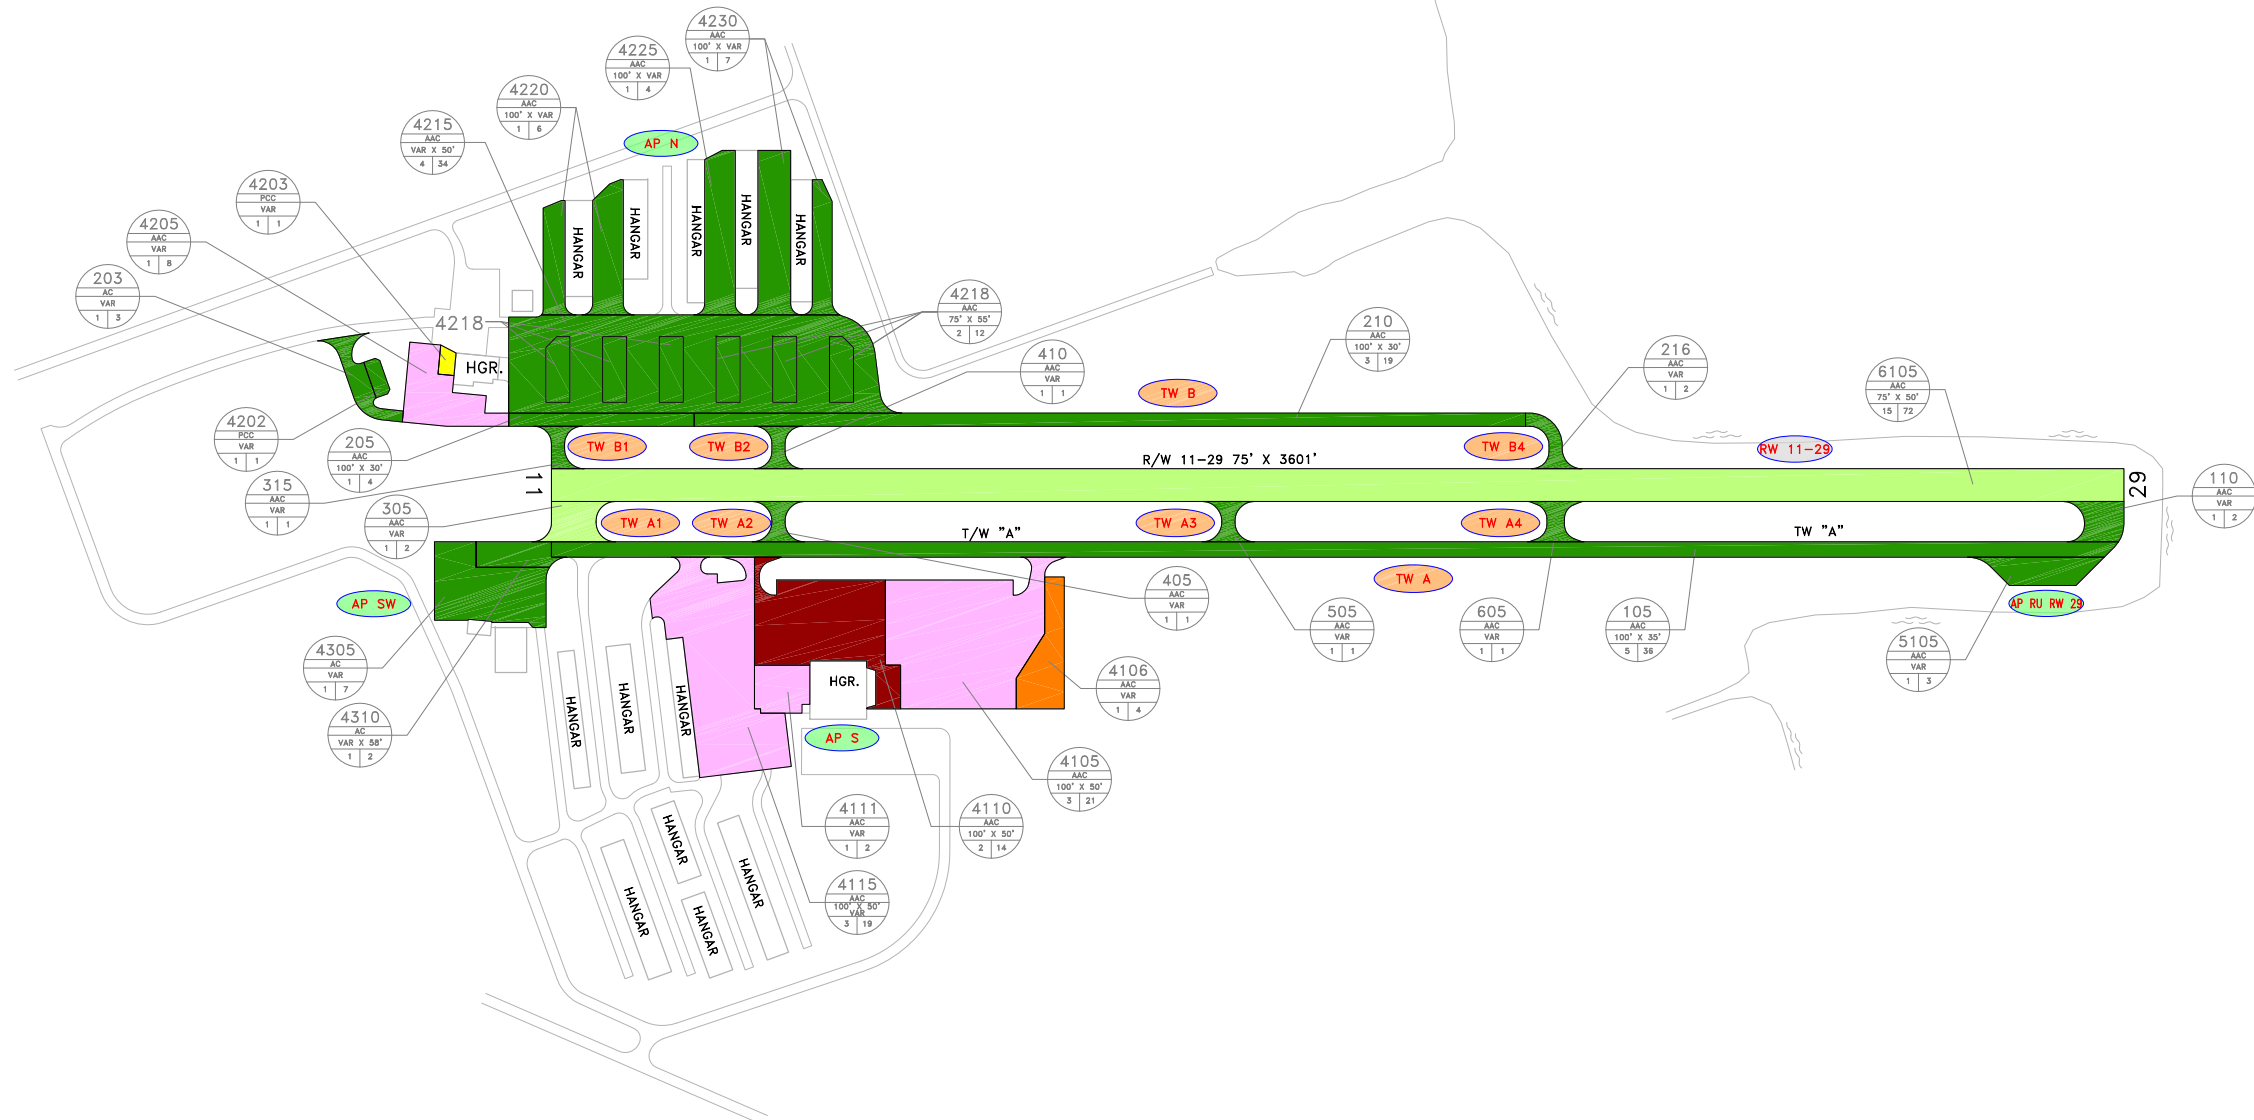 4230
AAC
100' X VAR
1 7
4225
AAC
100' X VAR
1 4
4220
AAC
100' X VAR
1 6
4215
AAC
VAR X 50'
4 34
AP N
4203
PCC
VAR
1 1
4205
AAC
VAR
1 8
203
AC
VAR
1 3
HANGAR
HANGAR
HANGAR
HANGAR
HANGAR
4218
4218
AAC
75' X 55'
2 12
210
AAC
100' X 30'
3 19
216
AAC
VAR
1 2
6105
AAC
75' X 50'
15 72
HGR.
410
AAC
VAR
1 1
TW B
4202
PCC
VAR
1 1
205
AAC
100' X 30'
1 4
TW B1
TW B2
TW B4
RW 11-29
R/W 11-29 75' X 3601'
315
AAC
VAR
1 1
11
29
110
AAC
VAR
1 2
305
AAC
VAR
1 2
TW A1
TW A2
TW A3
TW A4
T/W "A"
TW "A"
AP SW
TW A
AP RU RW 29
405
AAC
VAR
1 1
505
AAC
VAR
1 1
605
AAC
VAR
1 1
105
AAC
100' X 35'
5 36
5105
AAC
VAR
1 3
4305
AC
VAR
1 7
4310
AC
VAR X 58'
1 2
HANGAR
HANGAR
HANGAR
HGR.
4106
AAC
VAR
1 4
AP S
4105
AAC
100' X 50'
3 21
4111
AAC
VAR
1 2
4110
AAC
100' X 50'
2 14
HANGAR
HANGAR
HANGAR
HANGAR
4115
AAC
100' X 50'
VAR
3 19